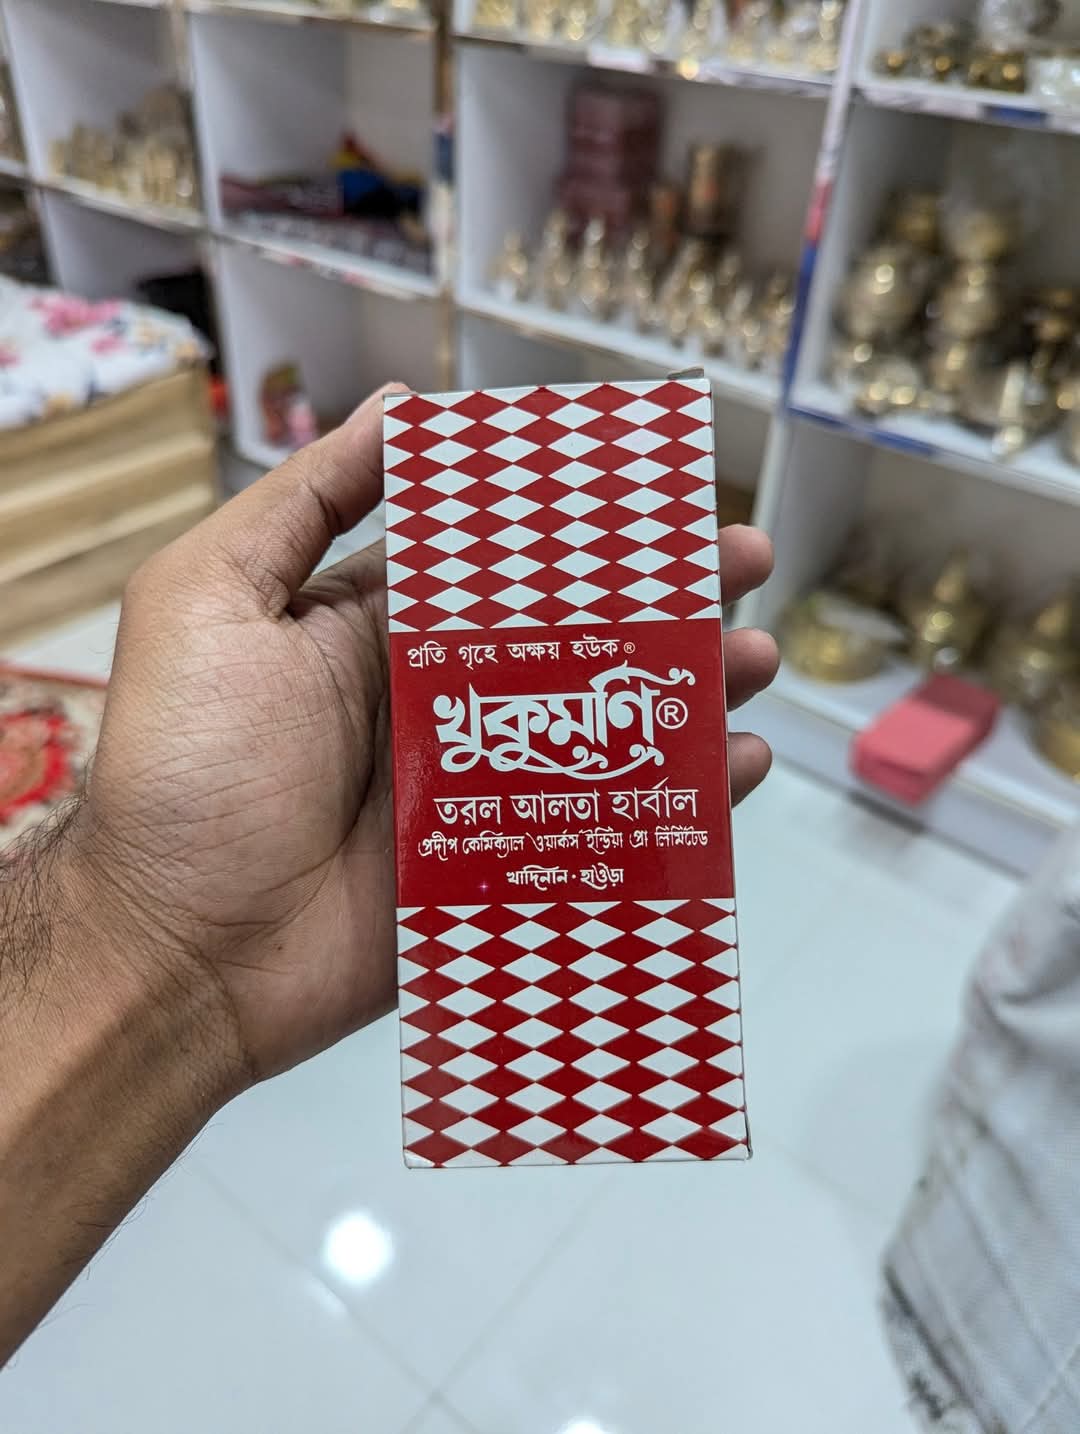 প্রতি গৃহে অক্ষয় হউক®
খুকুমণি®
তরল আলতা হার্বাল
প্রদীপ কেমিক্যাল ওয়ার্কস ইন্ডিয়া প্রা লিমিটেড
খাদিনান · হাওড়া